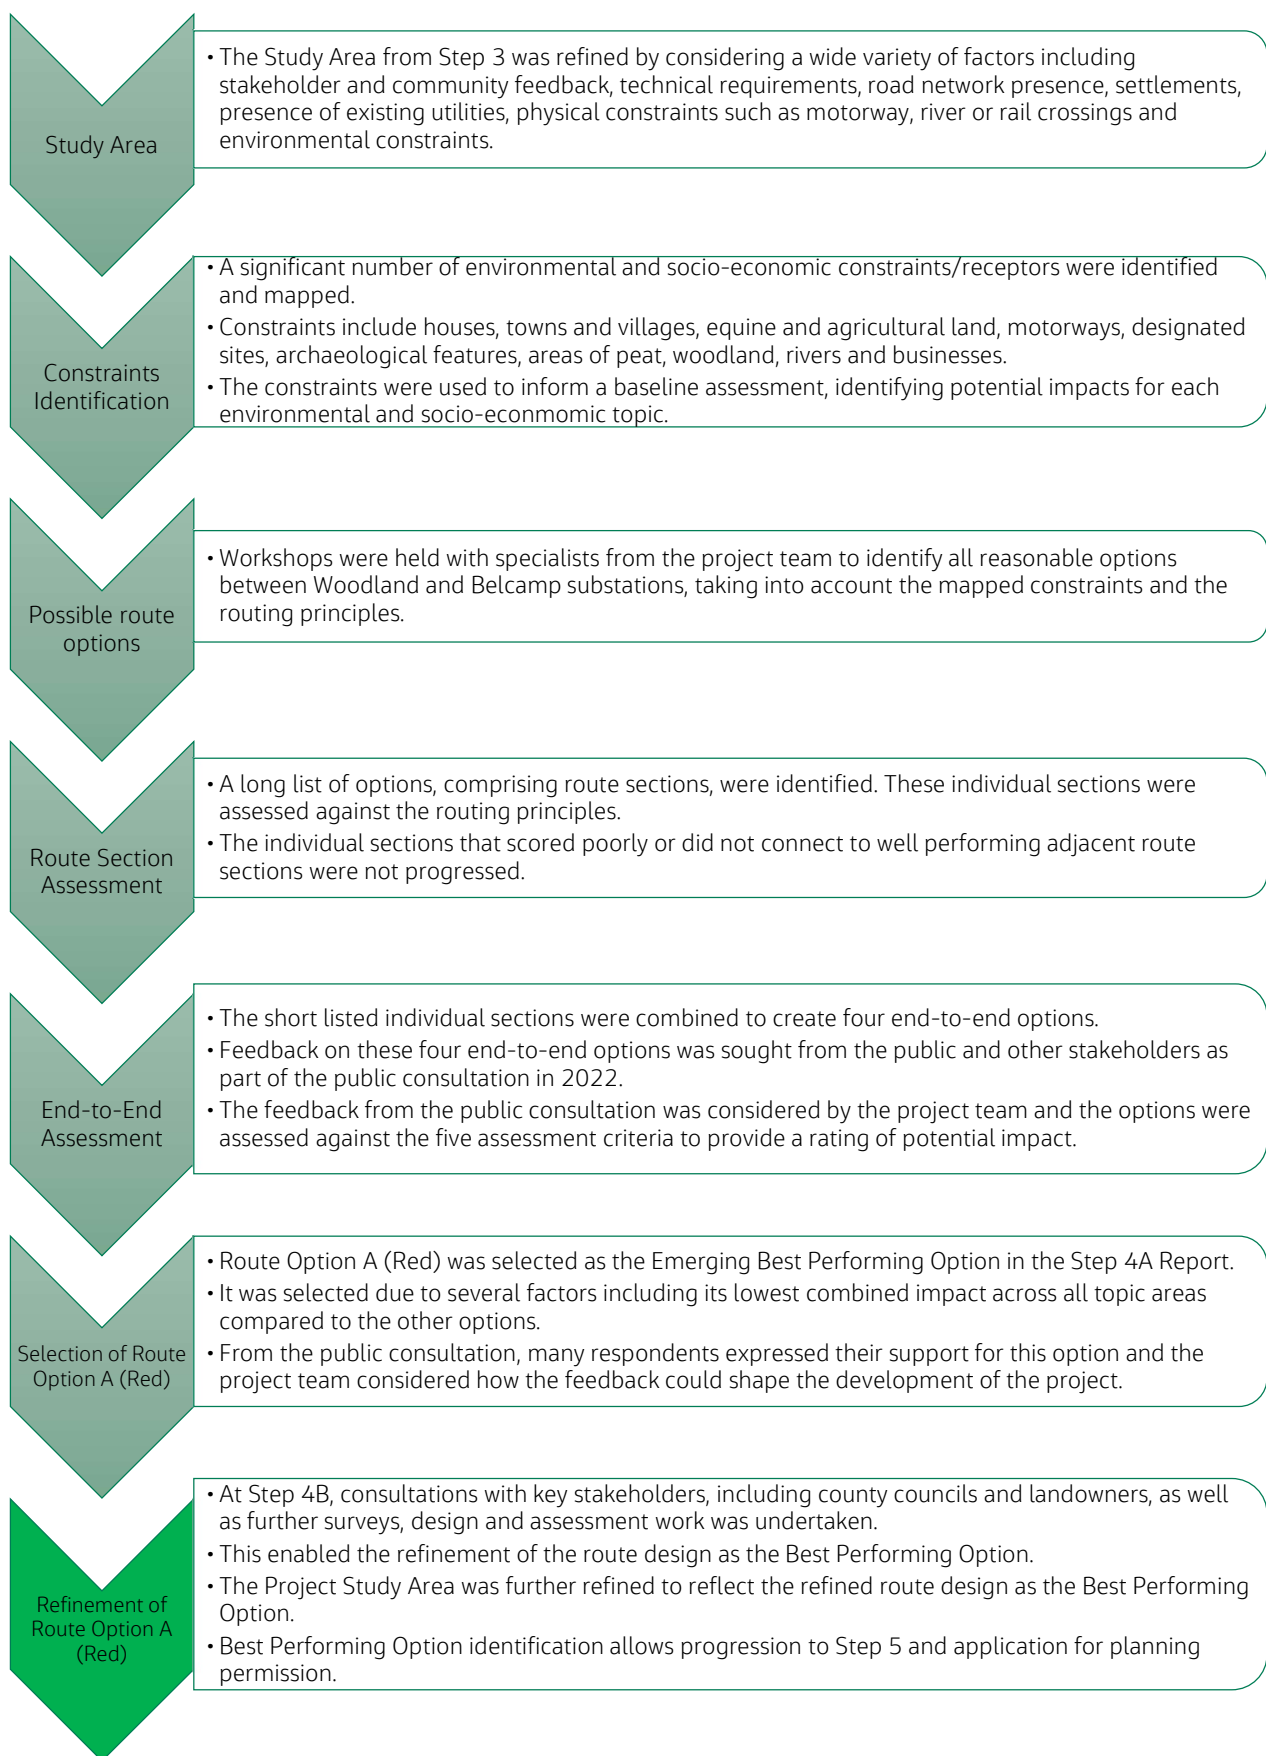 Study Area
• The Study Area from Step 3 was refined by considering a wide variety of factors including
stakeholder and community feedback, technical requirements, road network presence, settlements,
presence of existing utilities, physical constraints such as motorway, river or rail crossings and
environmental constraints.
Constraints
Identification
• A significant number of environmental and socio-economic constraints/receptors were identified
and mapped.
• Constraints include houses, towns and villages, equine and agricultural land, motorways, designated
sites, archaeological features, areas of peat, woodland, rivers and businesses.
• The constraints were used to inform a baseline assessment, identifying potential impacts for each
environmental and socio-econmomic topic.
Possible route
options
• Workshops were held with specialists from the project team to identify all reasonable options
between Woodland and Belcamp substations, taking into account the mapped constraints and the
routing principles.
Route Section
Assessment
• A long list of options, comprising route sections, were identified. These individual sections were
assessed against the routing principles.
• The individual sections that scored poorly or did not connect to well performing adjacent route
sections were not progressed.
End-to-End
Assessment
• The short listed individual sections were combined to create four end-to-end options.
• Feedback on these four end-to-end options was sought from the public and other stakeholders as
part of the public consultation in 2022.
• The feedback from the public consultation was considered by the project team and the options were
assessed against the five assessment criteria to provide a rating of potential impact.
Selection of Route
Option A (Red)
• Route Option A (Red) was selected as the Emerging Best Performing Option in the Step 4A Report.
• It was selected due to several factors including its lowest combined impact across all topic areas
compared to the other options.
• From the public consultation, many respondents expressed their support for this option and the
project team considered how the feedback could shape the development of the project.
Refinement of
Route Option A
(Red)
• At Step 4B, consultations with key stakeholders, including county councils and landowners, as well
as further surveys, design and assessment work was undertaken.
• This enabled the refinement of the route design as the Best Performing Option.
• The Project Study Area was further refined to reflect the refined route design as the Best Performing
Option.
• Best Performing Option identification allows progression to Step 5 and application for planning
permission.